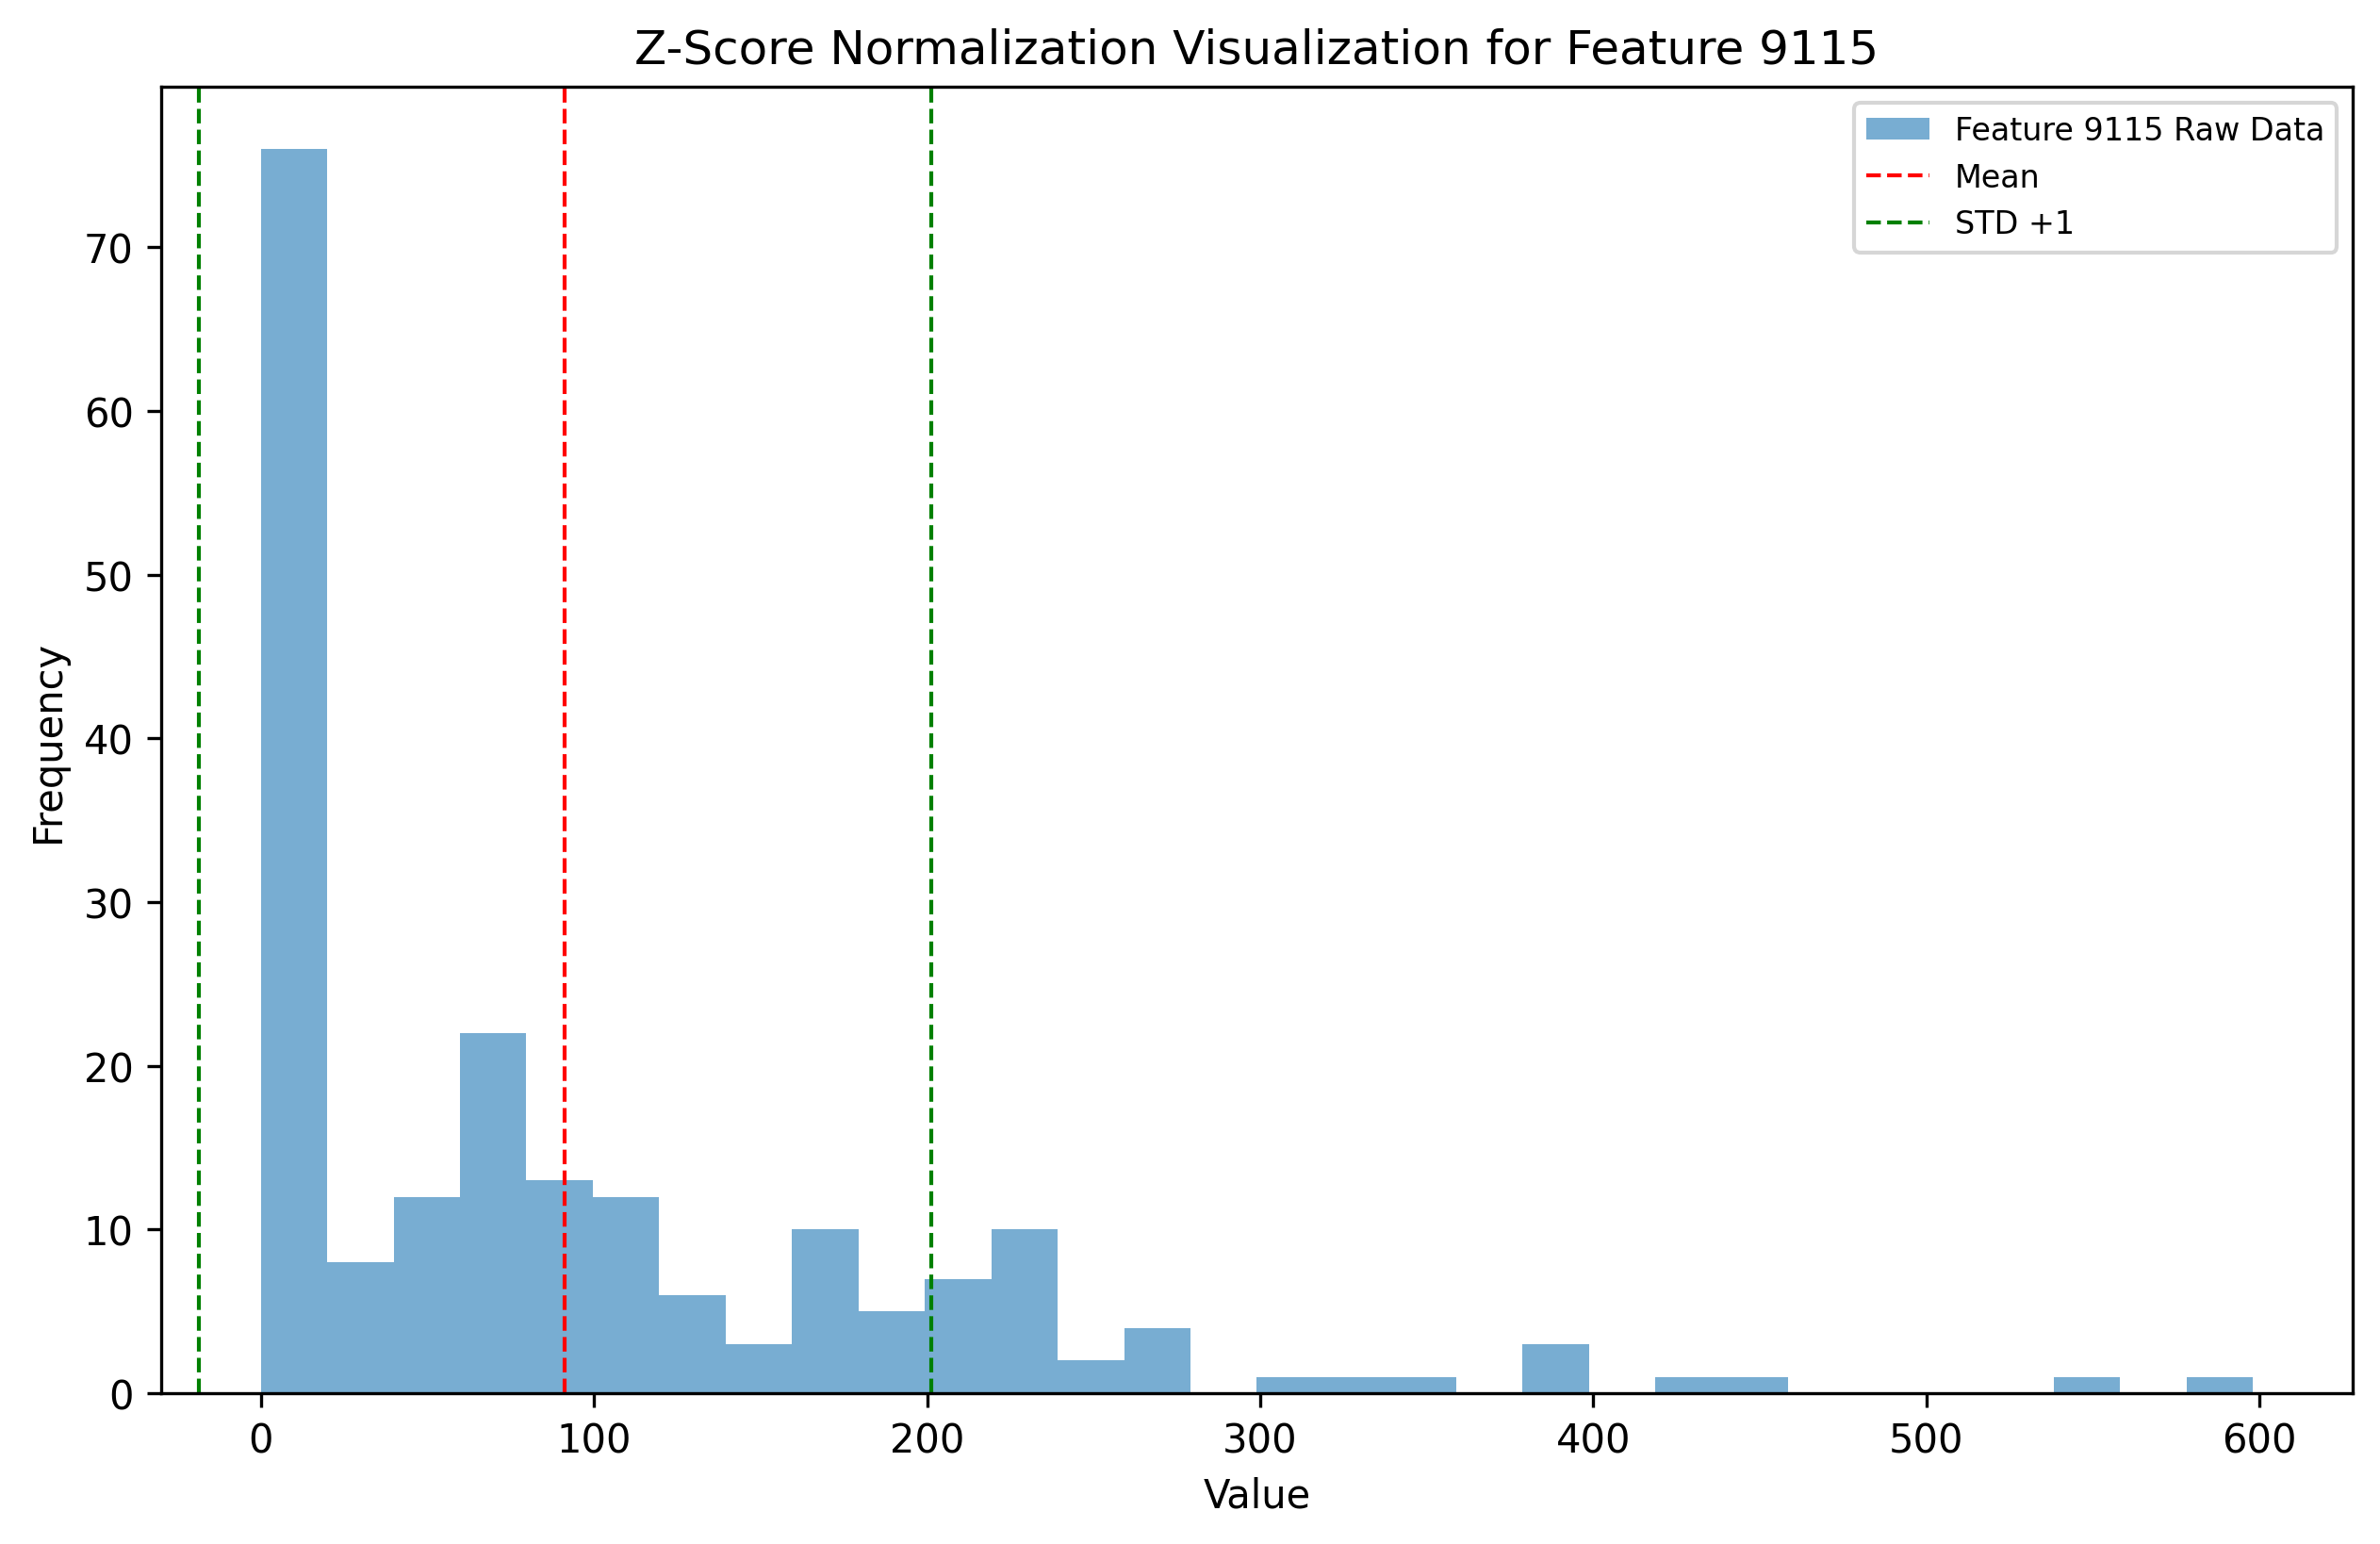 Z-Score Normalization Visualization for Feature 9115
Feature 9115 Raw Data
Mean
STD +1
Frequency
70
60
50
40
30
20
10
0
0 100 200 300 400 500 600
Value